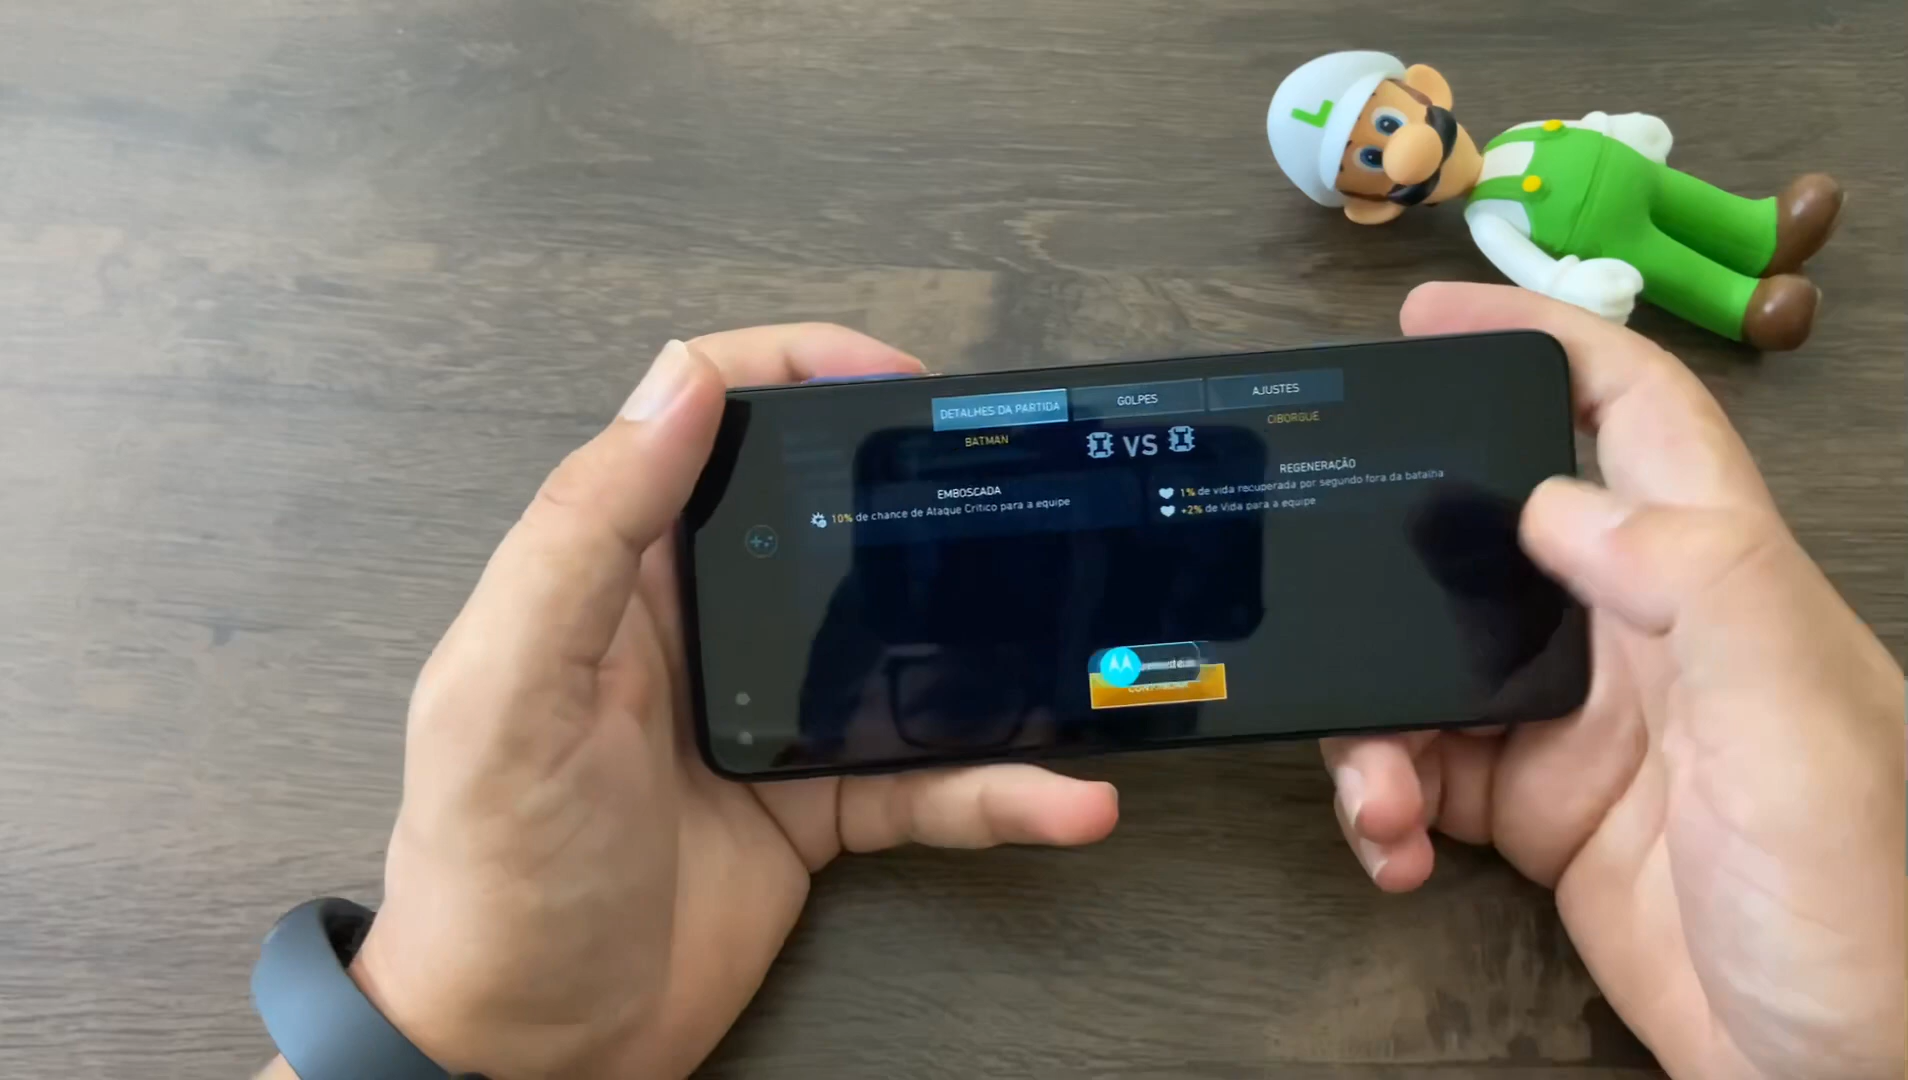 L
DETALHES DA PARTIDA
GOLPES
AJUSTES
BATMAN
VS
CIBORGUE
EMBOSCADA
10% de chance de Ataque Crítico para a equipe
REGENERAÇÃO
1% de vida recuperada por segundo fora da batalha
+2% de Vida para a equipe